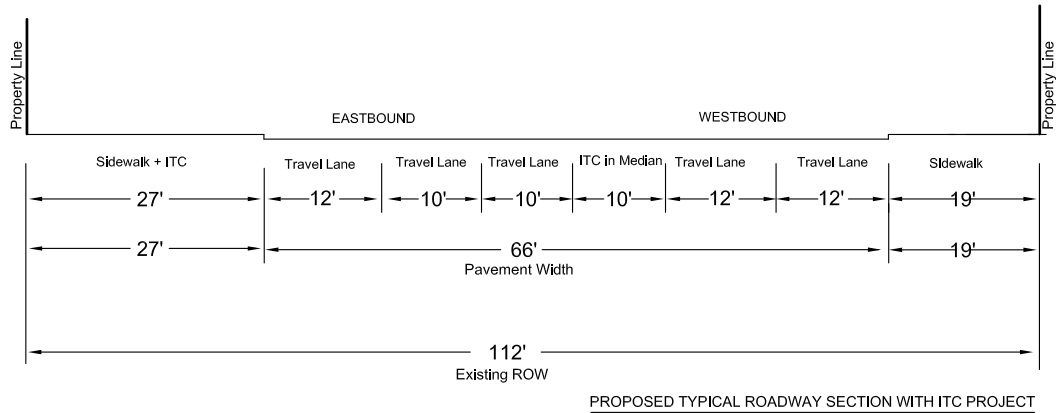 Property Line
Property Line
EASTBOUND
WESTBOUND
Sidewalk + ITC
Travel Lane
Travel Lane
Travel Lane
ITC in Median
Travel Lane
Travel Lane
Sidewalk
27'
12'
10'
10'
10'
12'
12'
19'
27'
66'
19'
Pavement Width
112'
Existing ROW
PROPOSED TYPICAL ROADWAY SECTION WITH ITC PROJECT